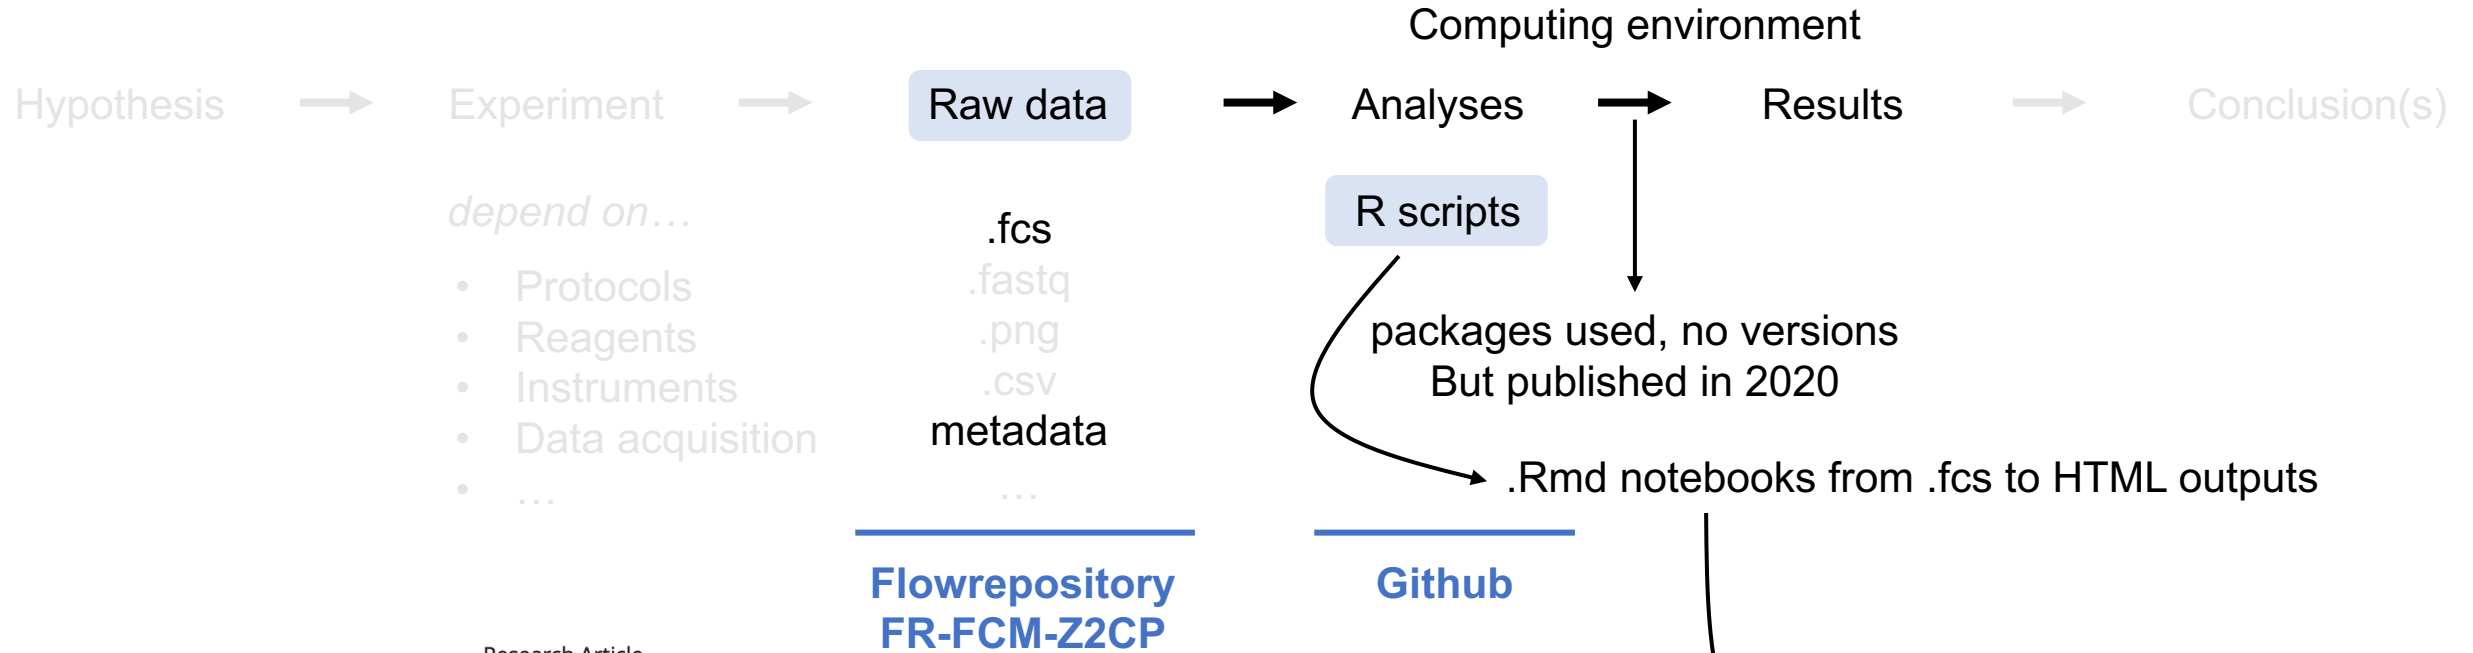 Computing environment
Hypothesis
Experiment
Raw data
Analyses
Results
Conclusion(s)
depend on…
• Protocols
• Reagents
• Instruments
• Data acquisition
• …
.fcs
.fastq
.png
.csv
metadata
…
Flowrepository
FR-FCM-Z2CP
R scripts
packages used, no versions
But published in 2020
.Rmd notebooks from .fcs to HTML outputs
Github
Research Article